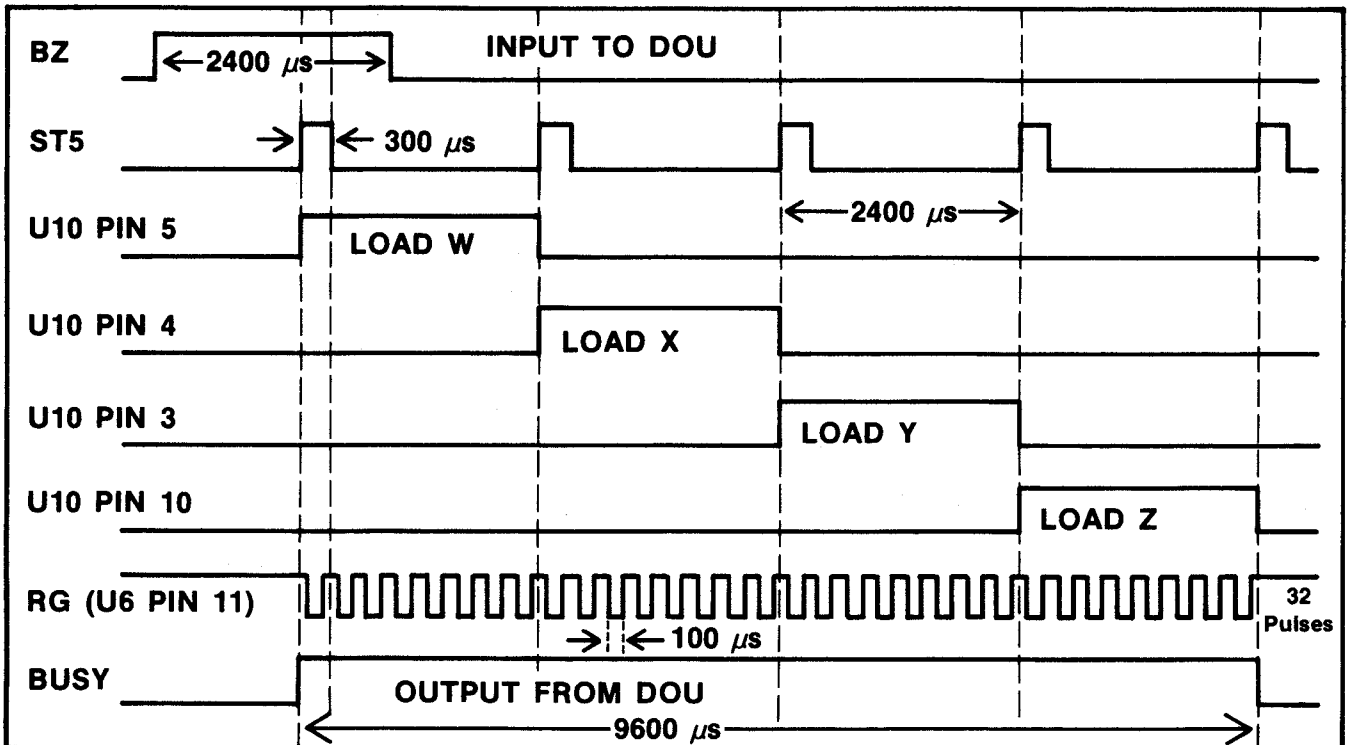 BZ
2400 μs
INPUT TO DOU
ST5
300 μs
2400 μs
U10 PIN 5
LOAD W
U10 PIN 4
LOAD X
U10 PIN 3
LOAD Y
U10 PIN 10
LOAD Z
RG (U6 PIN 11)
32
Pulses
100 μs
BUSY
OUTPUT FROM DOU
9600 μs